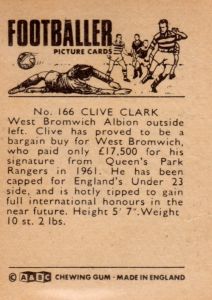 FOOTBALLER
PICTURE CARDS
No. 166 CLIVE CLARK
West Bromwich Albion outside
left. Clive has proved to be a
bargain buy for West Bromwich,
who paid only £17,500 for
his signature from Queen's Park
Rangers in 1961. He has been
capped for England's Under 23
side, and is hotly tipped to gain
full international honours in the
near future. Height 5' 7". Weight
10 st. 2 lbs.
© A&BC CHEWING GUM - MADE IN ENGLAND